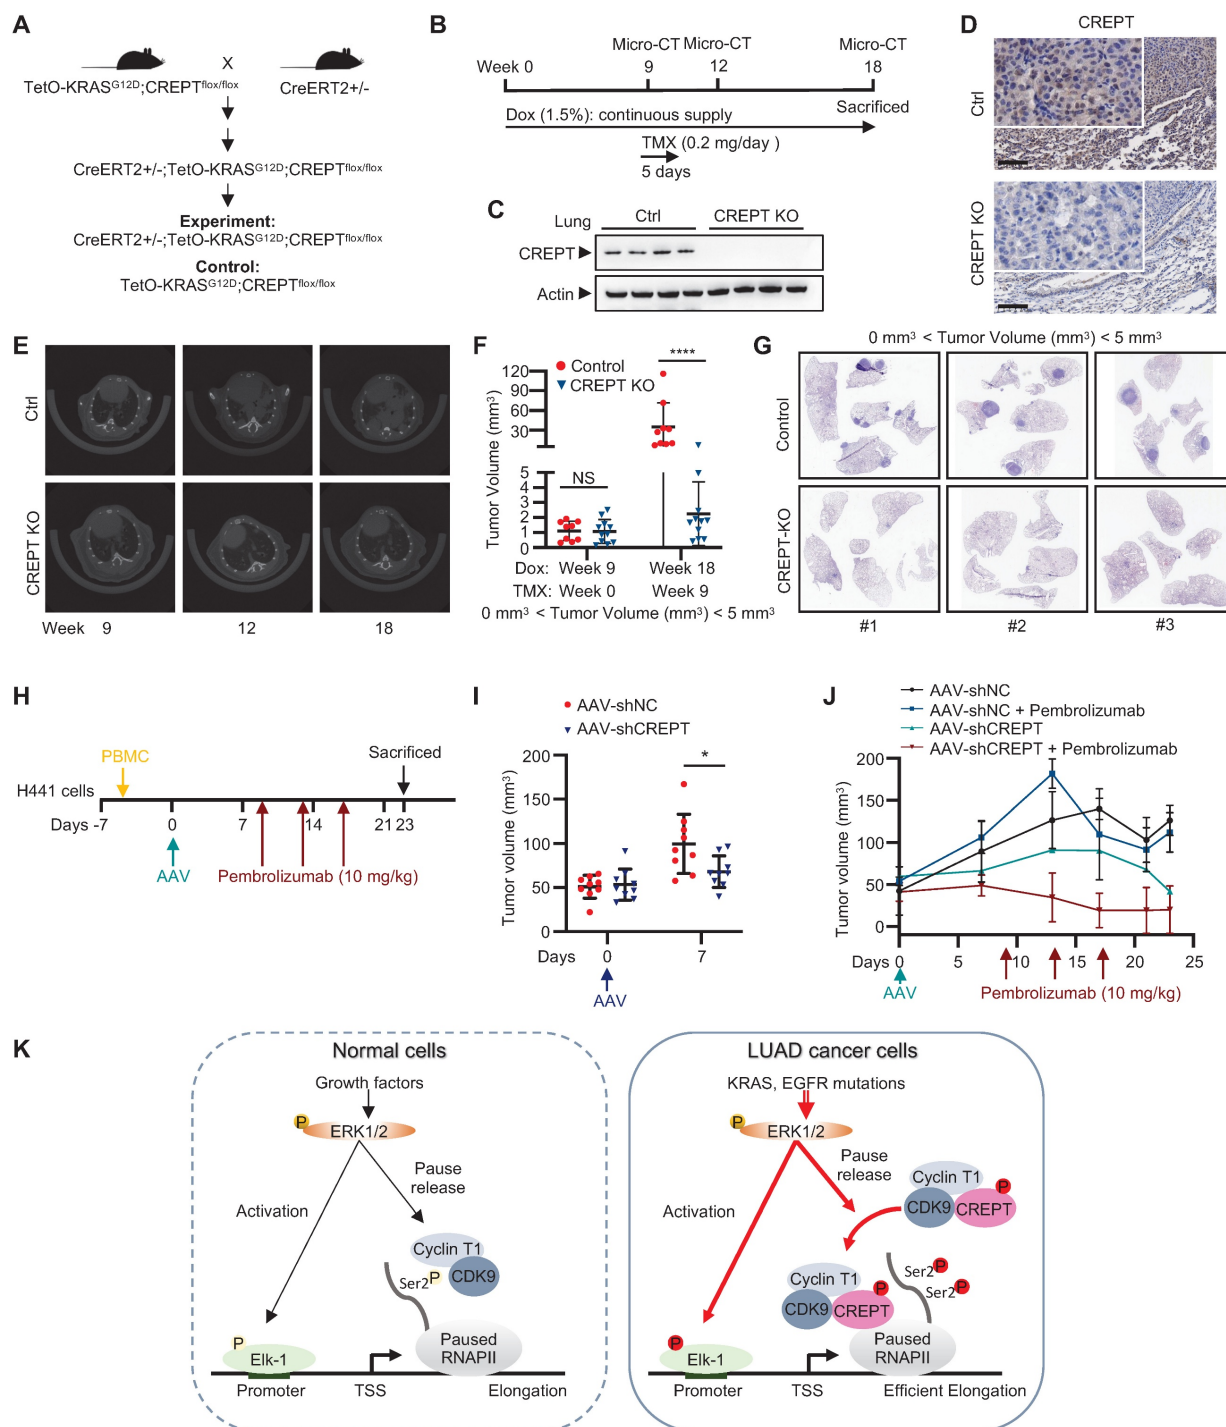 A
X
TetO-KRASG12D;CREPTflox/flox
CreERT2+/-
CreERT2+/-;TetO-KRASG12D;CREPTflox/flox
Experiment:
CreERT2+/-;TetO-KRASG12D;CREPTflox/flox
Control:
TetO-KRASG12D;CREPTflox/flox
B
Micro-CT Micro-CT Micro-CT
Week 0 9 12 18
Dox (1.5%): continuous supply
Sacrificed
TMX (0.2 mg/day )
5 days
C
Lung Ctrl CREPT KO
CREPT
Actin
D
CREPT
Ctrl
CREPT KO
E
Ctrl
CREPT KO
Week 9 12 18
F
Control
CREPT KO
****
Tumor Volume (mm3)
120
90
60
30
5
4
3
2
1
0
NS
Dox: Week 9 Week 18
TMX: Week 0 Week 9
0 mm3 < Tumor Volume (mm3) < 5 mm3
G
0 mm3 < Tumor Volume (mm3) < 5 mm3
Control
CREPT-KO
#1 #2 #3
H
PBMC
Sacrificed
H441 cells
Days -7 0 7 14 21 23
AAV
Pembrolizumab (10 mg/kg)
I
AAV-shNC
AAV-shCREPT
*
Tumor volume (mm3)
200
150
100
50
0
Days 0 7
AAV
J
AAV-shNC
AAV-shNC + Pembrolizumab
AAV-shCREPT
AAV-shCREPT + Pembrolizumab
Tumor volume (mm3)
200
150
100
50
0
Days 0 5 10 15 20 25
AAV
Pembrolizumab (10 mg/kg)
K
Normal cells
Growth factors
P
ERK1/2
Pause
release
Activation
Cyclin T1
CDK9
Ser2 P
P
Elk-1
Paused
RNAPII
Promoter TSS Elongation
LUAD cancer cells
KRAS, EGFR mutations
P
ERK1/2
Pause
release
Activation
Cyclin T1
P
CDK9 CREPT
Cyclin T1
P
CDK9 CREPT
Ser2 P
Ser2 P
P
Elk-1
Paused
RNAPII
Promoter TSS Efficient Elongation